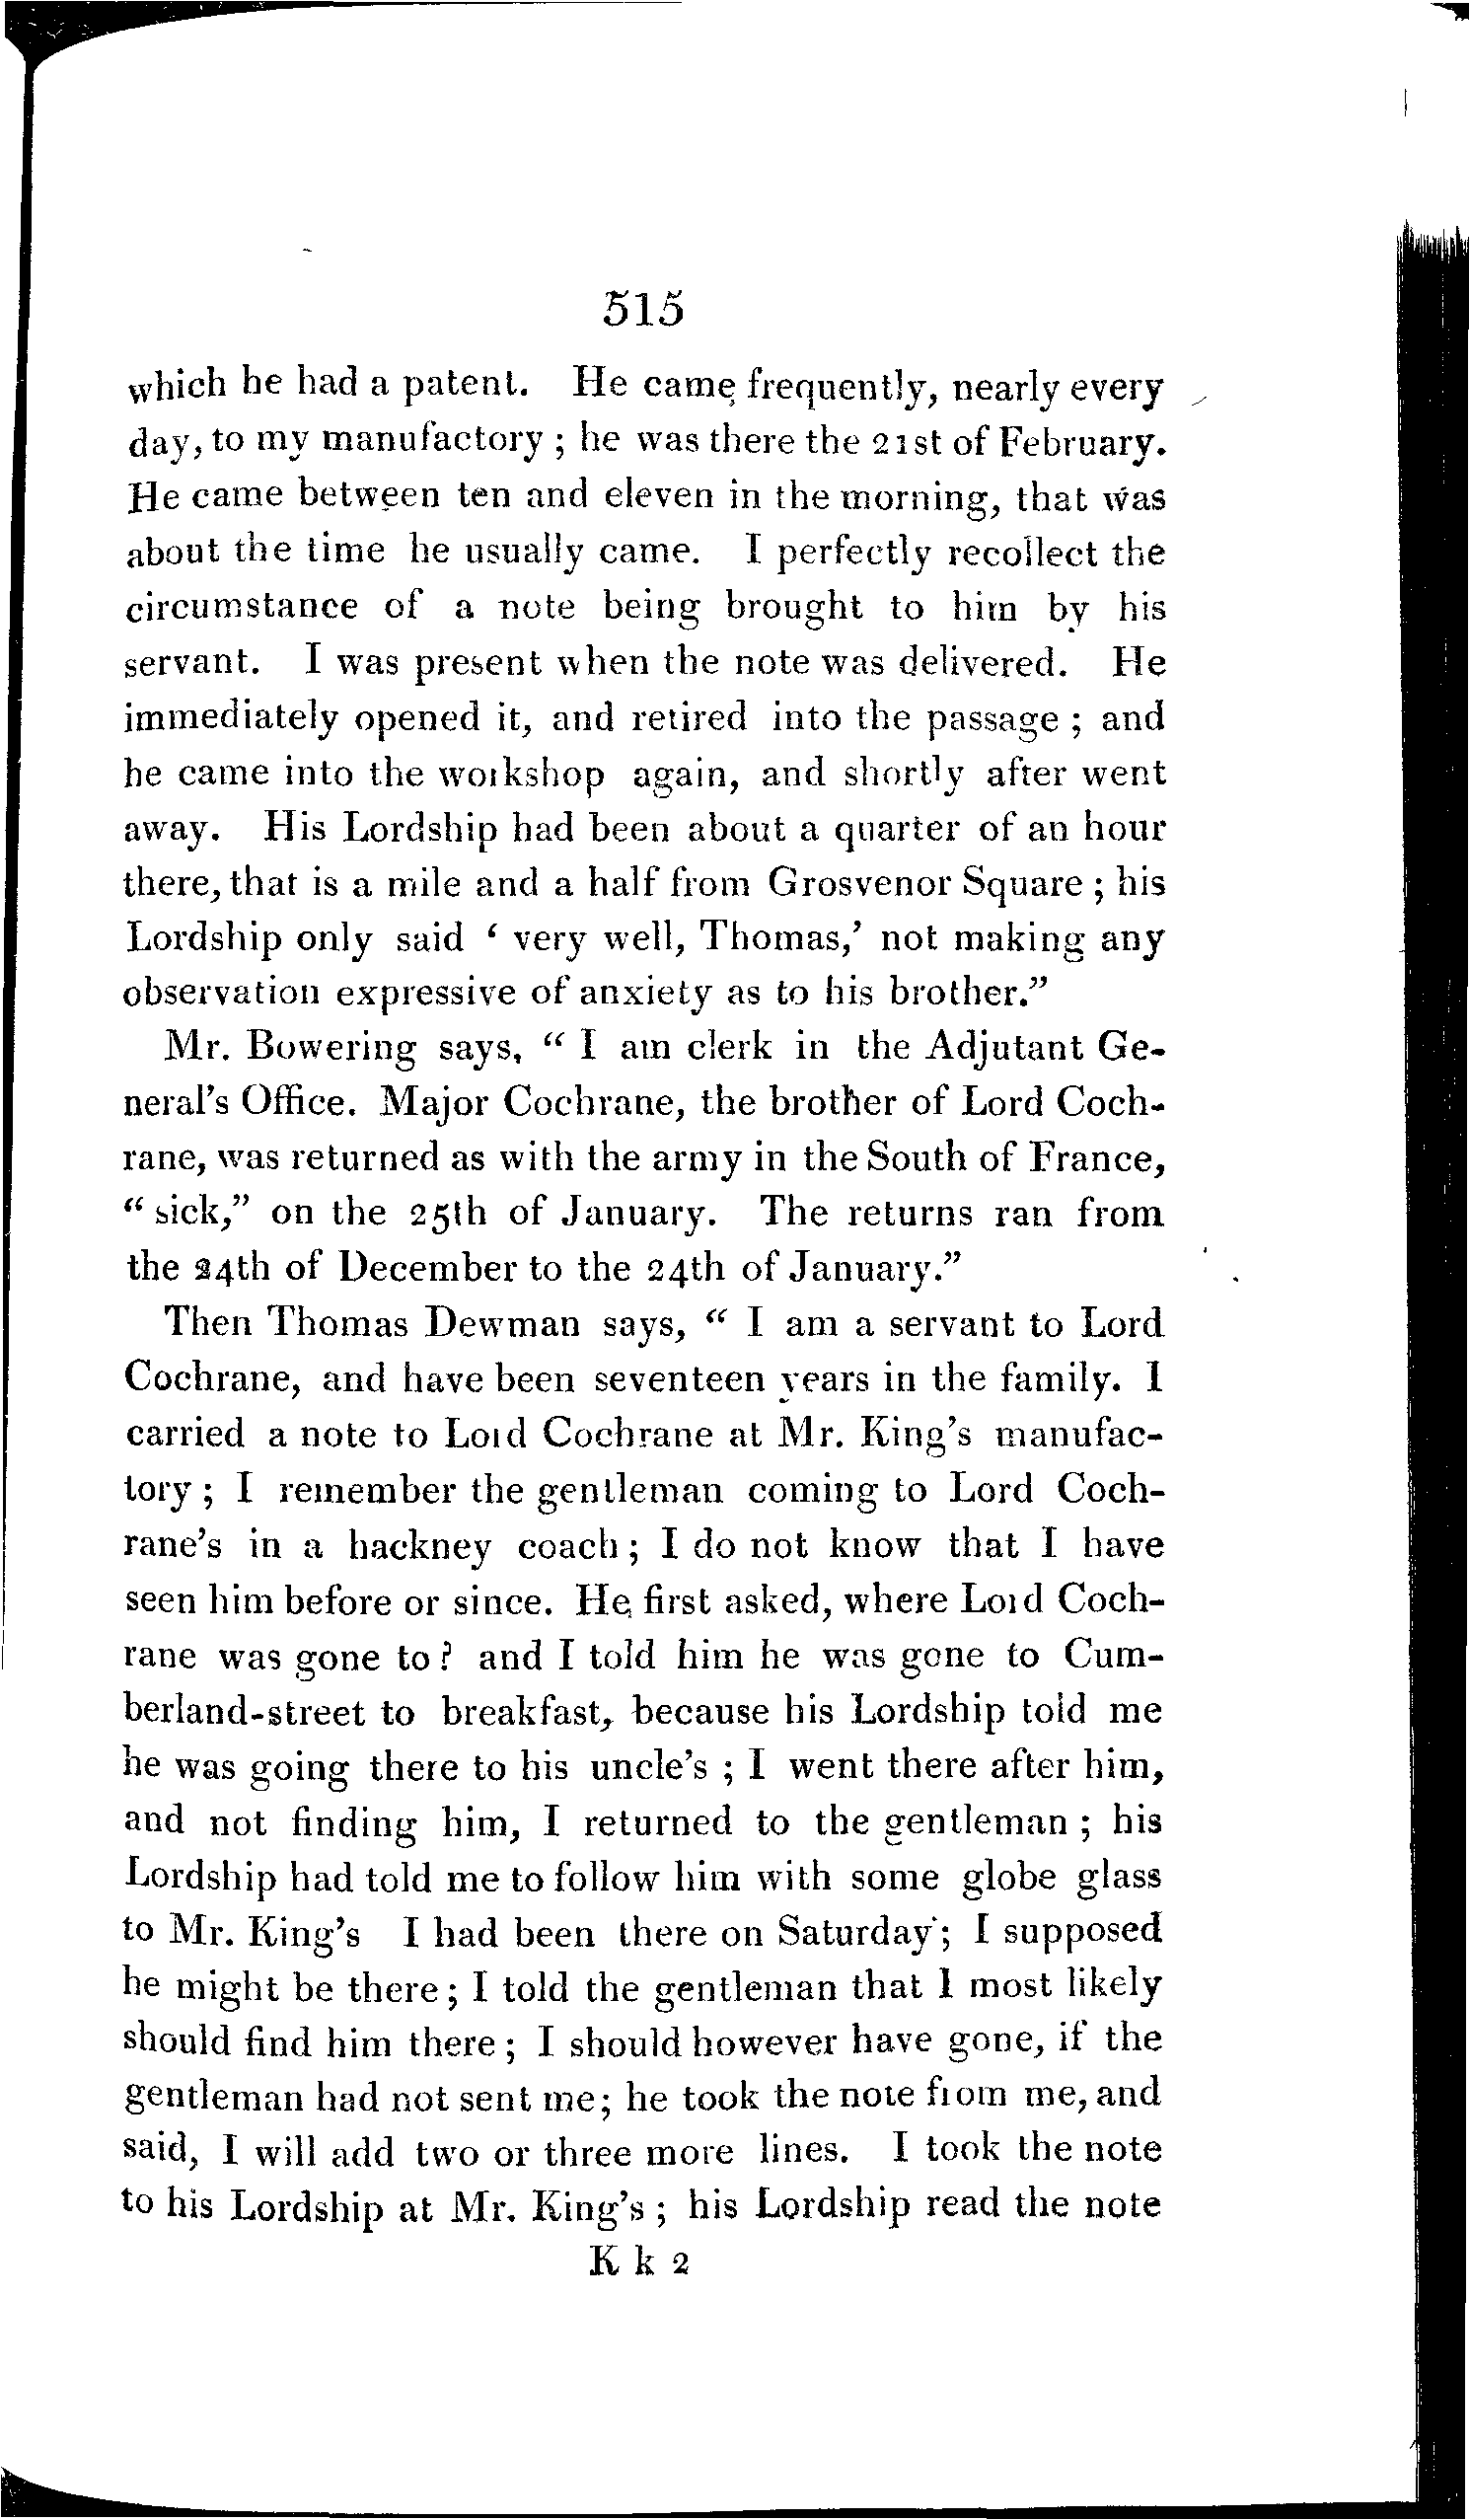 515
which he had a patent. He came frequently, nearly every
day, to my manufactory ; he was there the 21st of February.
He came between ten and eleven in the morning, that was
about the time he usually came. I perfectly recollect the
circumstance of a note being brought to him by his
servant. I was present when the note was delivered. He
immediately opened it, and retired into the passage ; and
he came into the workshop again, and shortly after went
away. His Lordship had been about a quarter of an hour
there, that is a mile and a half from Grosvenor Square ; his
Lordship only said ‘ very well, Thomas,’ not making any
observation expressive of anxiety as to his brother.”
Mr. Bowering says, “ I am clerk in the Adjutant Ge-
neral’s Office. Major Cochrane, the brother of Lord Coch-
rane, was returned as with the army in the South of France,
“ sick,” on the 25th of January. The returns ran from
the 24th of December to the 24th of January.”
Then Thomas Dewman says, “ I am a servant to Lord
Cochrane, and have been seventeen years in the family. I
carried a note to Lord Cochrane at Mr. King’s manufac-
tory ; I remember the gentleman coming to Lord Coch-
rane’s in a hackney coach ; I do not know that I have
seen him before or since. He first asked, where Lord Coch-
rane was gone to ? and I told him he was gone to Cum-
berland-street to breakfast, because his Lordship told me
he was going there to his uncle’s ; I went there after him,
and not finding him, I returned to the gentleman ; his
Lordship had told me to follow him with some globe glass
to Mr. King’s I had been there on Saturday ; I supposed
he might be there ; I told the gentleman that I most likely
should find him there ; I should however have gone, if the
gentleman had not sent me; he took the note from me, and
said, I will add two or three more lines. I took the note
to his Lordship at Mr. King’s ; his Lordship read the note
K k 2